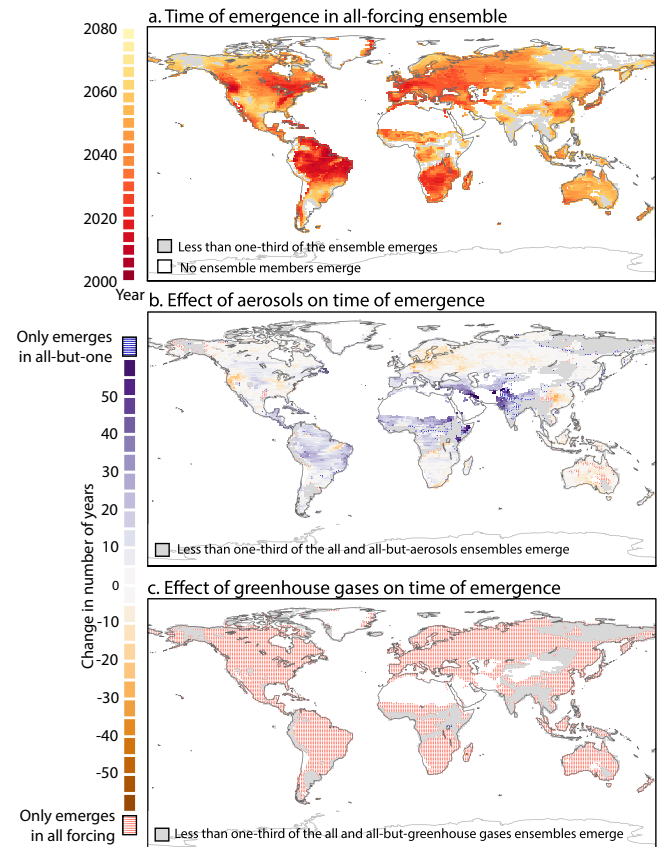 a. Time of emergence in all-forcing ensemble
2080
2060
2040
2020
2000
Year
Less than one-third of the ensemble emerges
No ensemble members emerge
b. Effect of aerosols on time of emergence
Only emerges
in all-but-one
50
40
30
20
10
0
-10
-20
-30
-40
-50
Change in number of years
Only emerges
in all forcing
Less than one-third of the all and all-but-aerosols ensembles emerge
c. Effect of greenhouse gases on time of emergence
Less than one-third of the all and all-but-greenhouse gases ensembles emerge